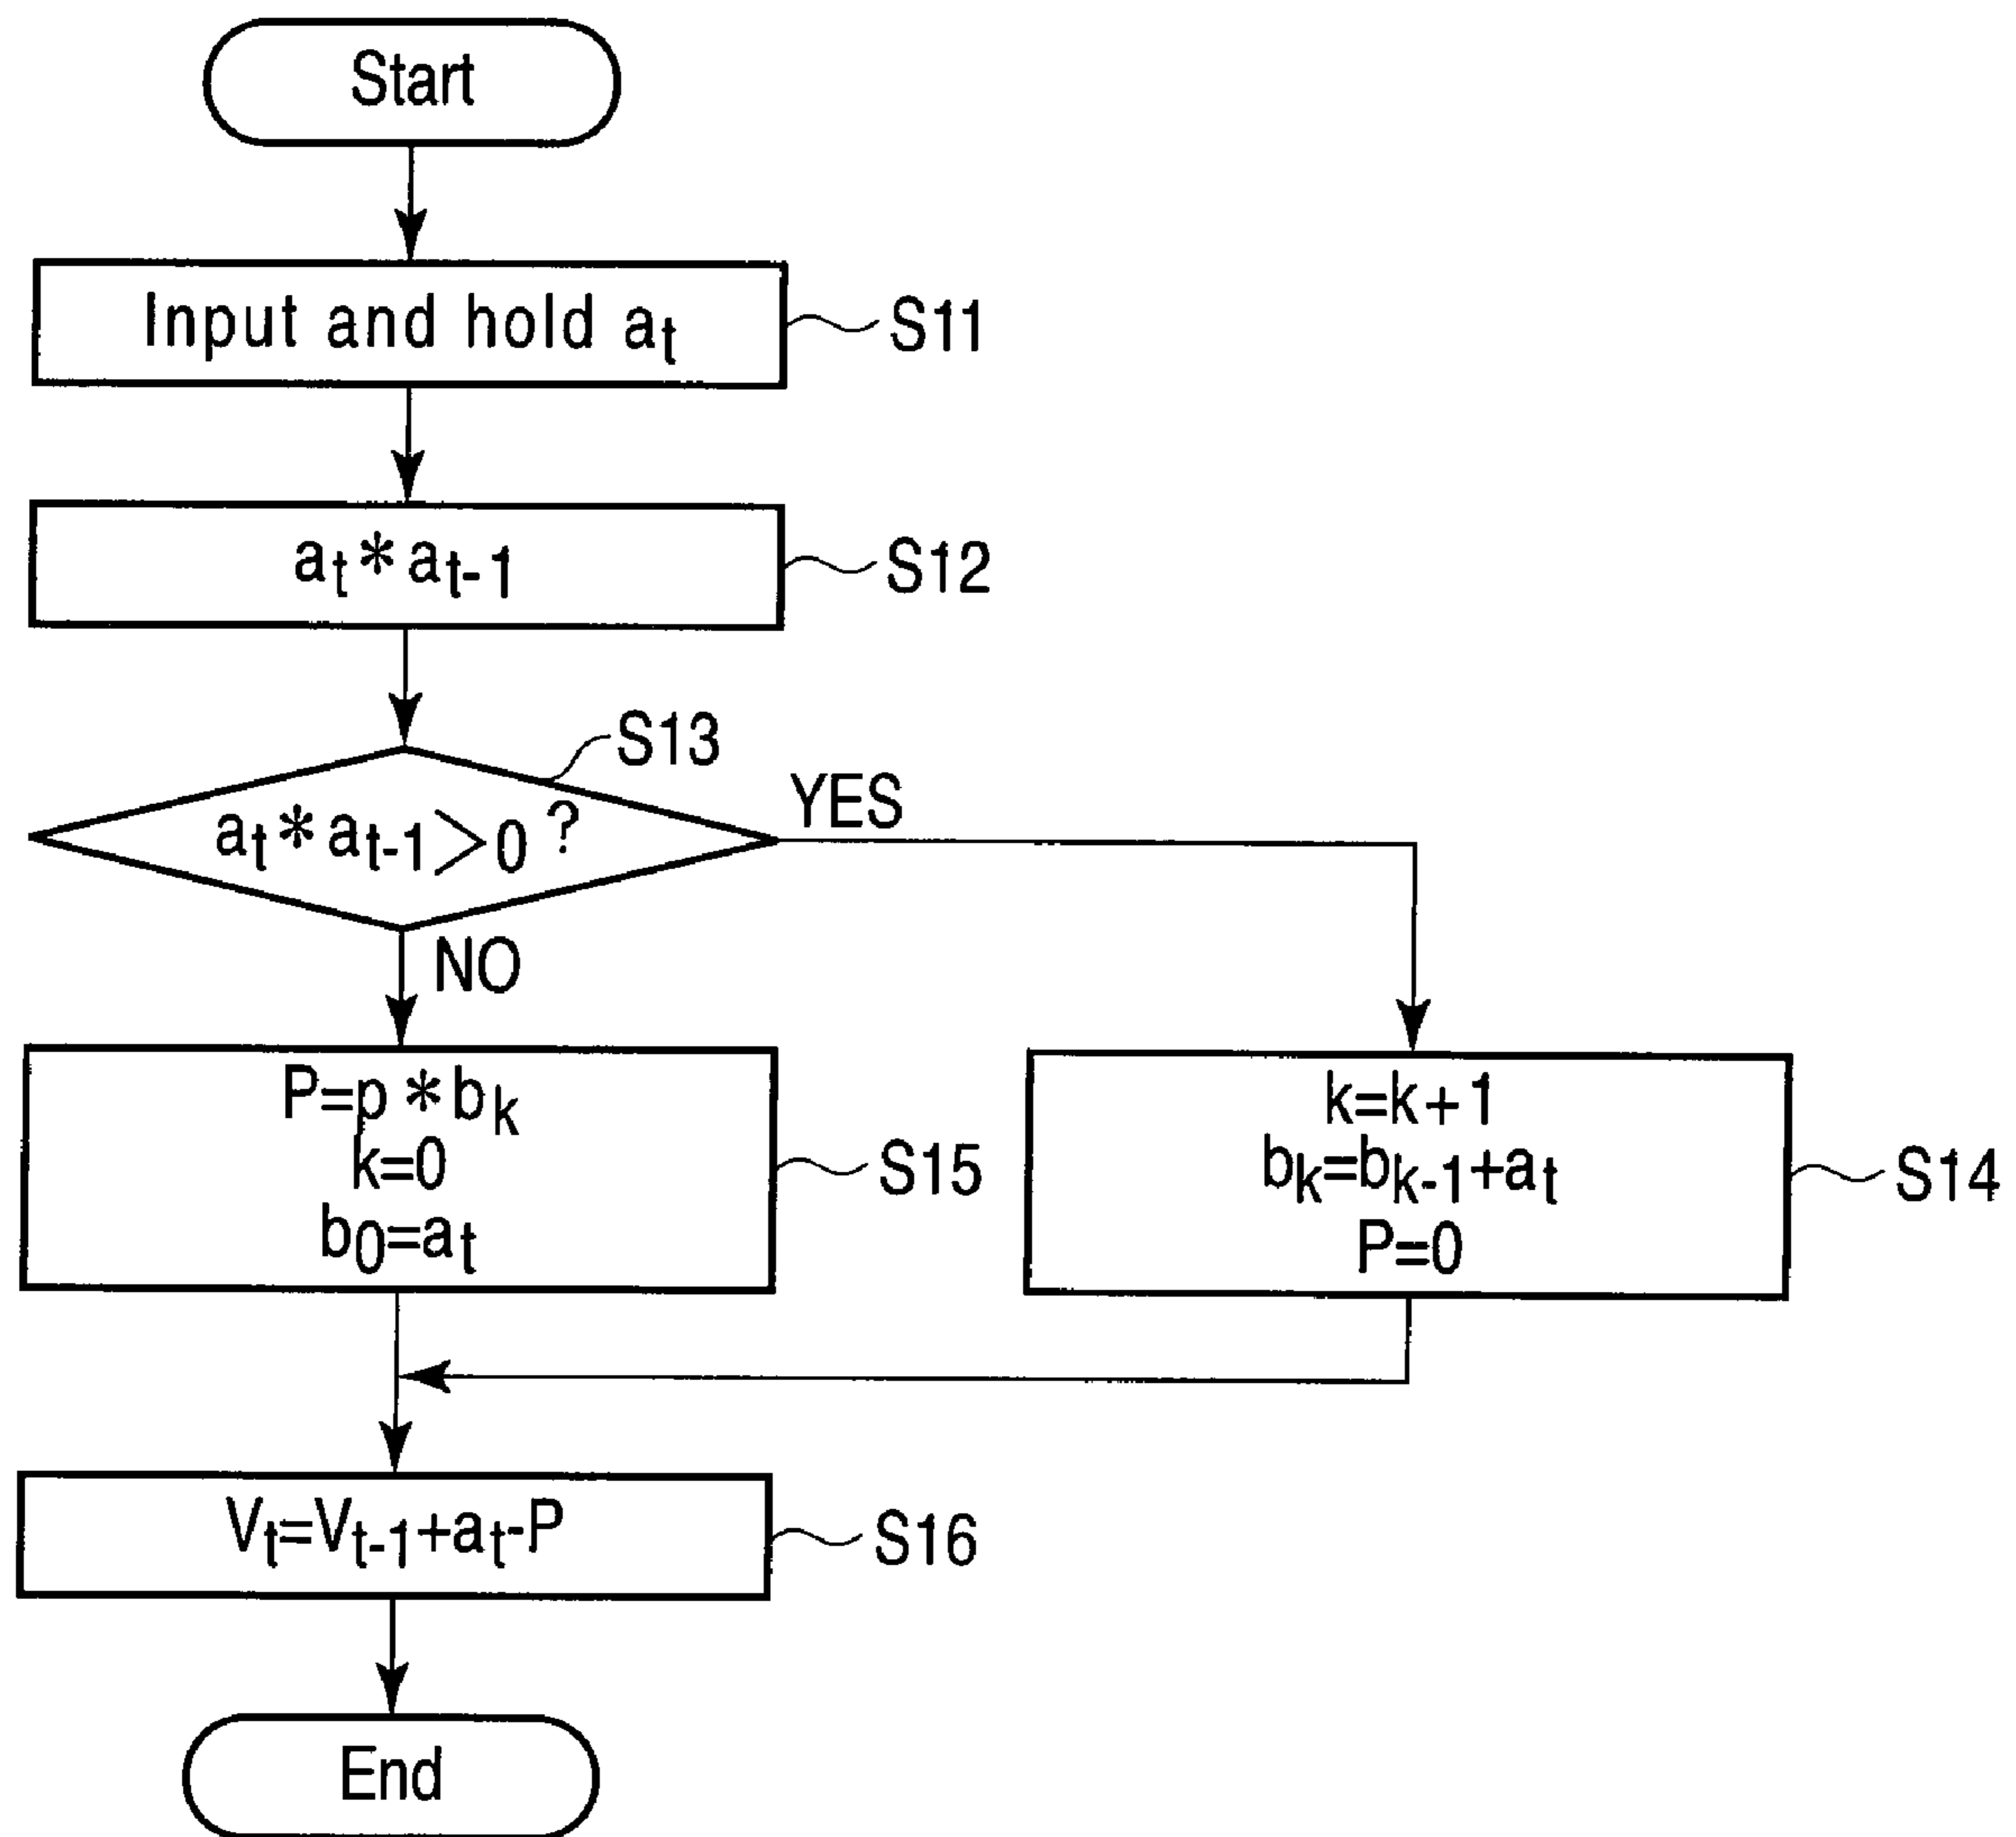 Start
Input and hold aₜ
S11
aₜ*aₜ₋₁
S12
S13
aₜ*aₜ₋₁>0?
YES
NO
P=p*bₖ
k=0
b₀=aₜ
S15
k=k+1
bₖ=bₖ₋₁+aₜ
P=0
S14
Vₜ=Vₜ₋₁+aₜ-P
S16
End